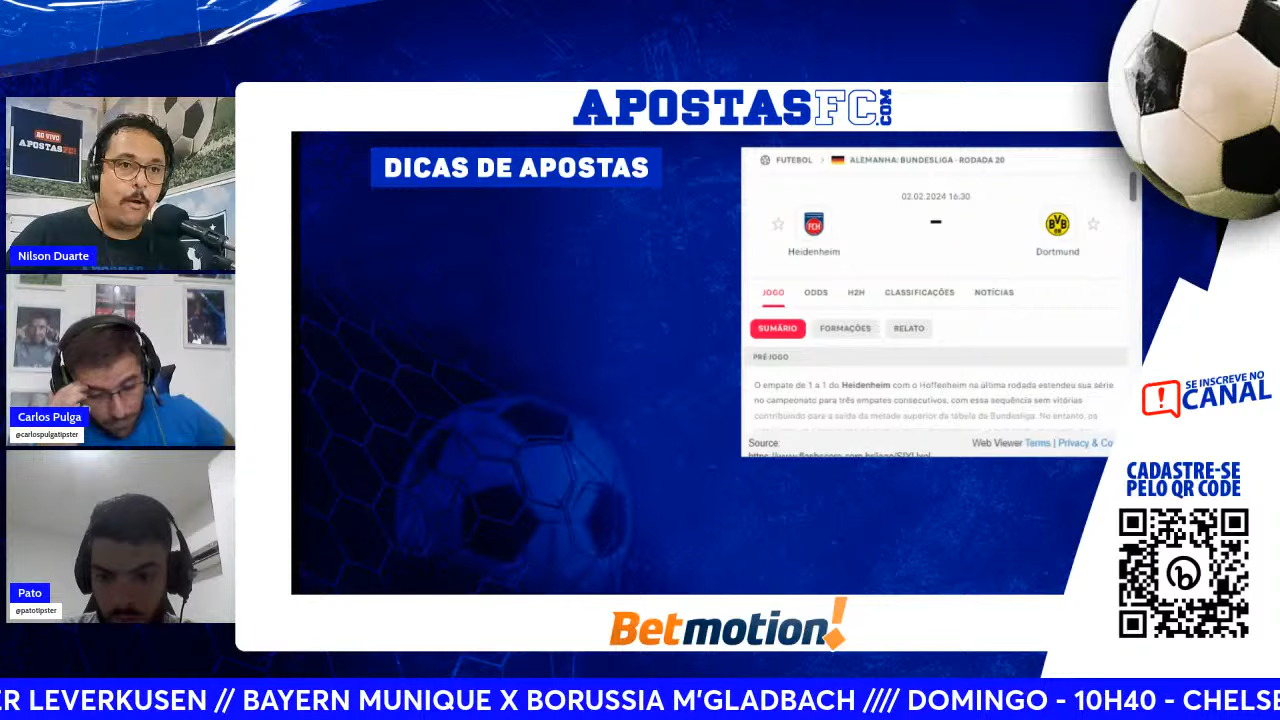 APOSTASFC.COM
DICAS DE APOSTAS
AO VIVO
APOSTASFC
Nilson Duarte
Carlos Pulga
@carlospulgatipster
Pato
@patotipster
FUTEBOL > ALEMANHA: BUNDESLIGA - RODADA 20
02.02.2024 16:30
-
Heidenheim
Dortmund
JOGO ODDS H2H CLASSIFICAÇÕES NOTÍCIAS
SUMÁRIO FORMAÇÕES RELATO
PRÉ JOGO
O empate de 1 a 1 do Heidenheim com o Hoffenheim na última rodada estendeu sua série
no campeonato para três empates consecutivos, com essa sequência sem vitórias
contribuindo para a saída da metade superior da tabela da Bundesliga. No entanto, os
Source:
Web Viewer Terms | Privacy & Co
SE INSCREVE NO
CANAL
CADASTRE-SE
PELO QR CODE
Betmotion!
ER LEVERKUSEN // BAYERN MUNIQUE X BORUSSIA M'GLADBACH //// DOMINGO - 10H40 - CHELSE